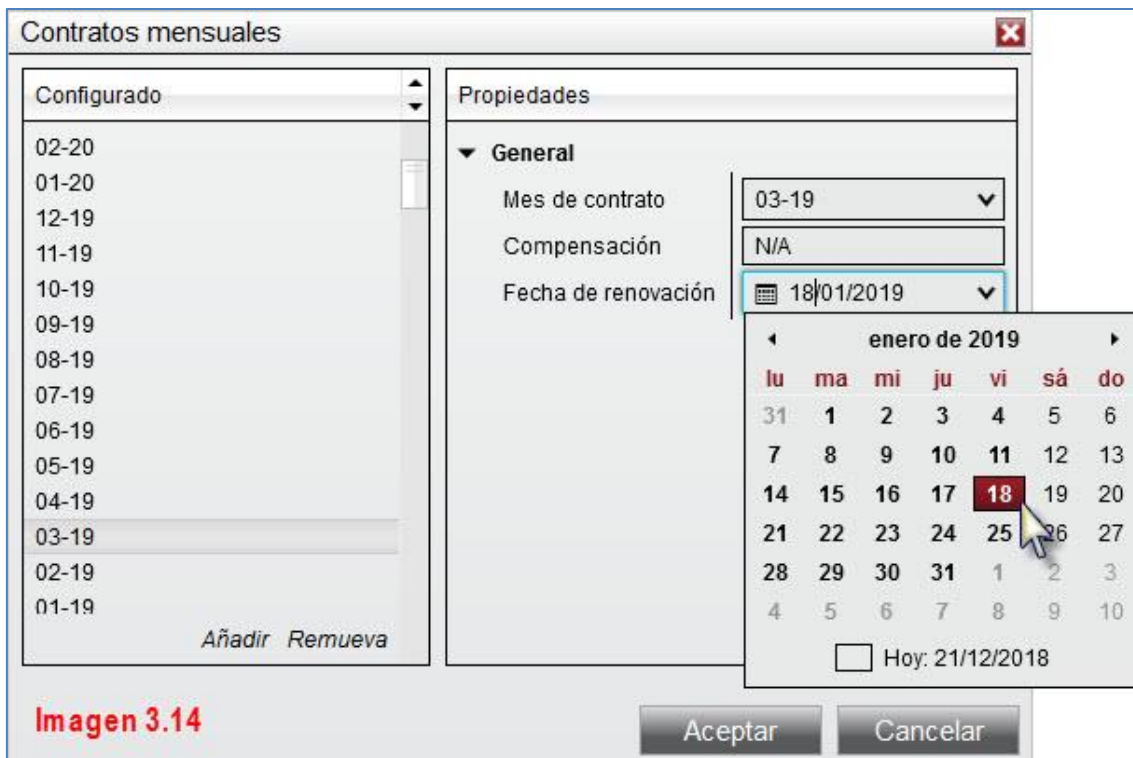 Contratos mensuales
Configurado
02-20
01-20
12-19
11-19
10-19
09-19
08-19
07-19
06-19
05-19
04-19
03-19
02-19
01-19
Añadir Remueva
Propiedades
General
Mes de contrato 03-19
Compensación N/A
Fecha de renovación 18/01/2019
enero de 2019
lu ma mi ju vi sá do
31 1 2 3 4 5 6
7 8 9 10 11 12 13
14 15 16 17 18 19 20
21 22 23 24 25 26 27
28 29 30 31 1 2 3
4 5 6 7 8 9 10
Hoy: 21/12/2018
Imagen 3.14
Aceptar Cancelar